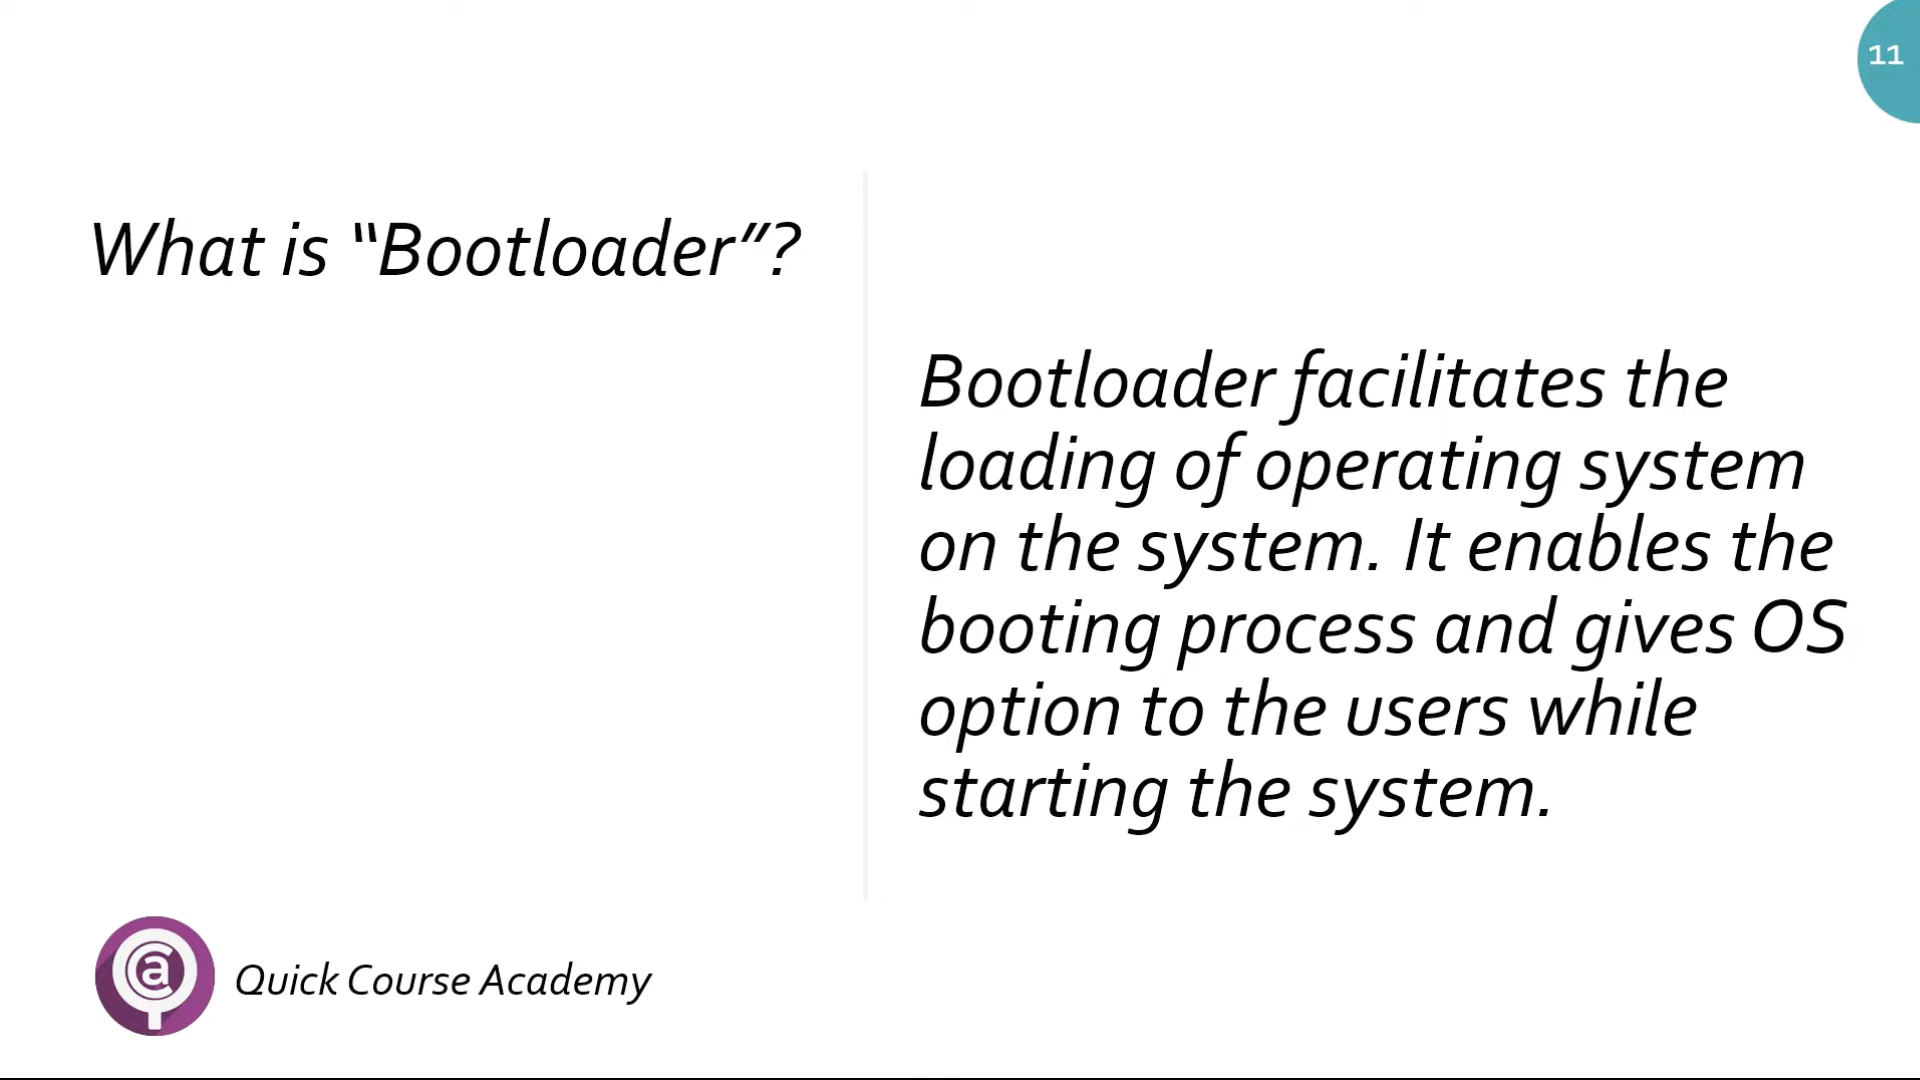 11
What is “Bootloader”?
Bootloader facilitates the
loading of operating system
on the system. It enables the
booting process and gives OS
option to the users while
starting the system.
Quick Course Academy